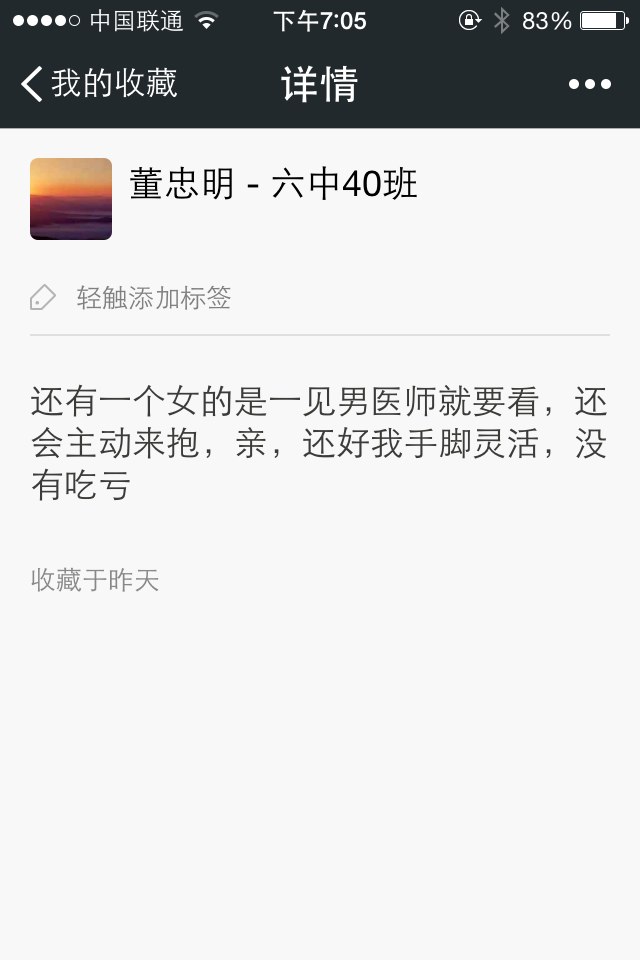 中国联通 下午7:05 83%
我的收藏 详情
董忠明 - 六中40班
轻触添加标签
还有一个女的是一见男医师就要看，还
会主动来抱，亲，还好我手脚灵活，没
有吃亏
收藏于昨天